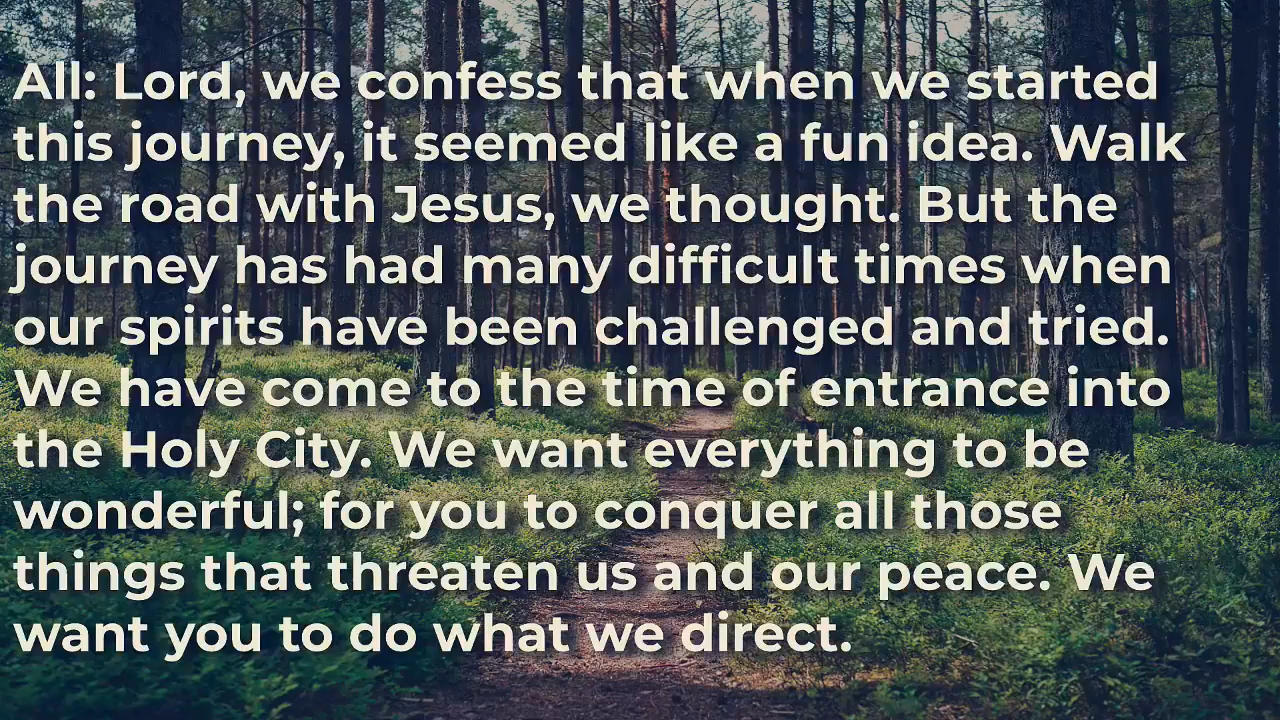 All: Lord, we confess that when we started
this journey, it seemed like a fun idea. Walk
the road with Jesus, we thought. But the
journey has had many difficult times when
our spirits have been challenged and tried.
We have come to the time of entrance into
the Holy City. We want everything to be
wonderful; for you to conquer all those
things that threaten us and our peace. We
want you to do what we direct.